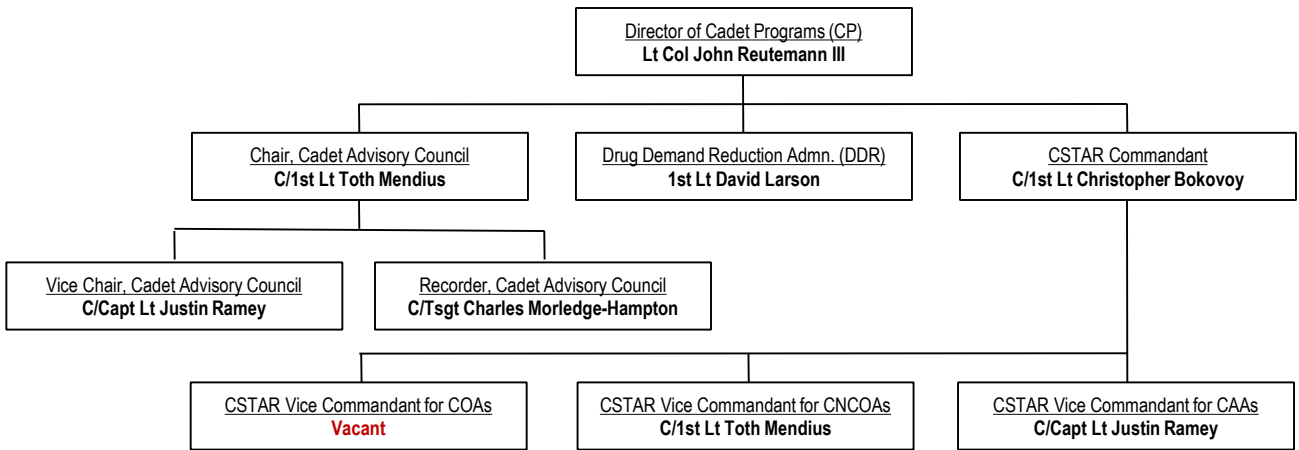 Director of Cadet Programs (CP)
Lt Col John Reutemann III
Chair, Cadet Advisory Council
C/1st Lt Toth Mendius
Drug Demand Reduction Admn. (DDR)
1st Lt David Larson
CSTAR Commandant
C/1st Lt Christopher Bokovoy
Vice Chair, Cadet Advisory Council
C/Capt Lt Justin Ramey
Recorder, Cadet Advisory Council
C/Tsgt Charles Morledge-Hampton
CSTAR Vice Commandant for COAs
Vacant
CSTAR Vice Commandant for CNCOAs
C/1st Lt Toth Mendius
CSTAR Vice Commandant for CAAs
C/Capt Lt Justin Ramey